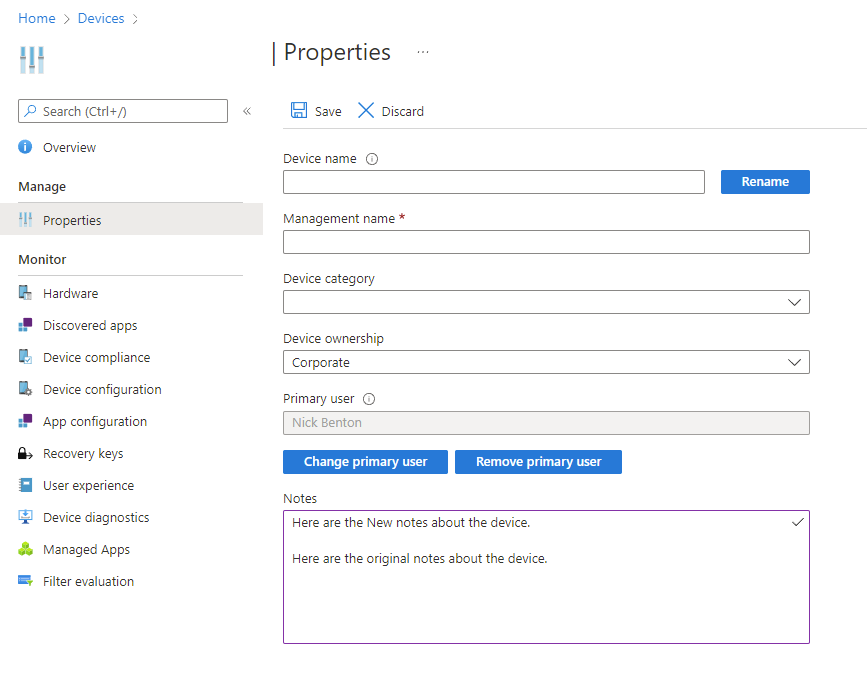 Home > Devices >
| Properties ...
Search (Ctrl+/) «
Overview
Manage
Properties
Monitor
Hardware
Discovered apps
Device compliance
Device configuration
App configuration
Recovery keys
User experience
Device diagnostics
Managed Apps
Filter evaluation
Save Discard
Device name
Rename
Management name *
Device category
Device ownership
Corporate
Primary user
Nick Benton
Change primary user Remove primary user
Notes
Here are the New notes about the device.
Here are the original notes about the device.